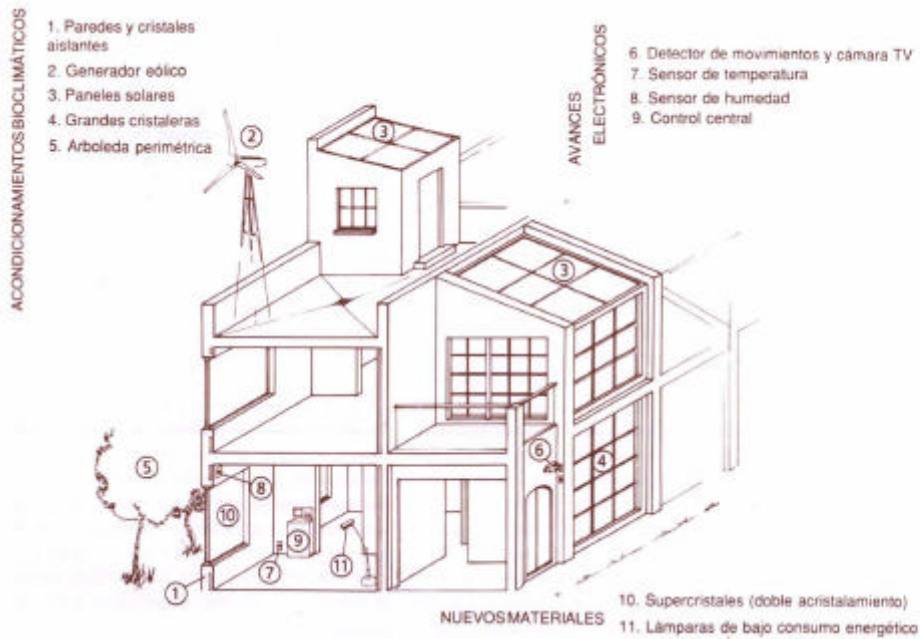 ACONDICIONAMIENTOS BIOCLIMÁTICOS
1. Paredes y cristales
aislantes
2. Generador eólico
3. Paneles solares
4. Grandes cristaleras
5. Arboleda perimétrica
AVANCES
ELECTRÓNICOS
6. Detector de movimientos y cámara TV
7. Sensor de temperatura
8. Sensor de humedad
9. Control central
2
3
3
6
4
5
8
10
9
7
11
1
NUEVOS MATERIALES
10. Supercristales (doble acristalamiento)
11. Lámparas de bajo consumo energético